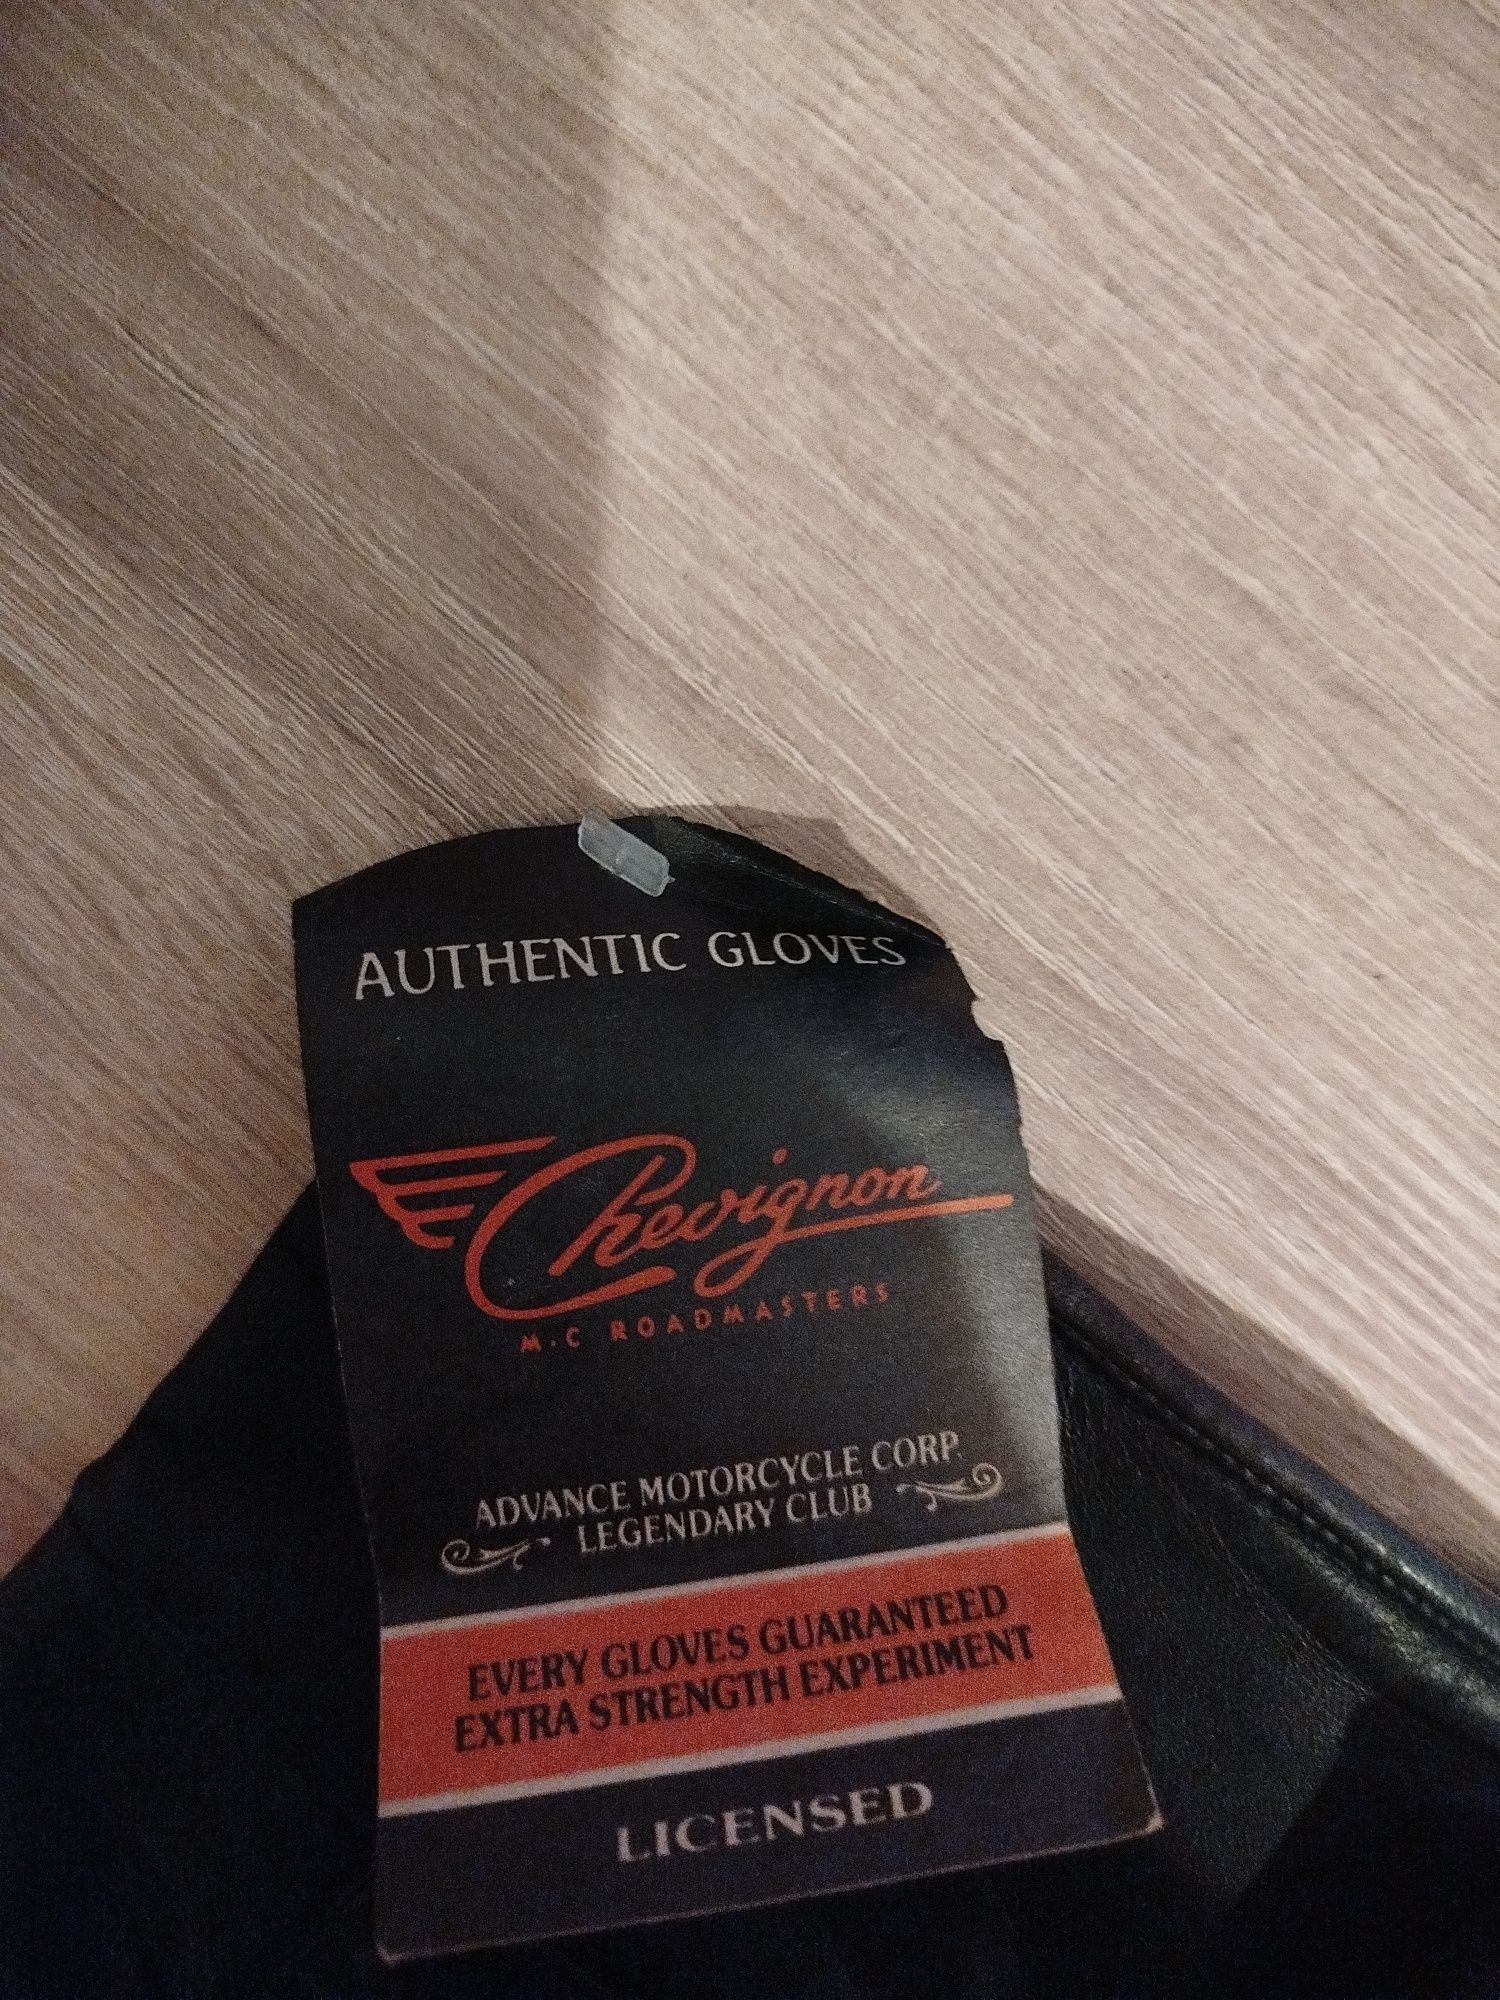 AUTHENTIC GLOVES
Chevignon
M.C ROADMASTERS
ADVANCE MOTORCYCLE CORP.
LEGENDARY CLUB
EVERY GLOVES GUARANTEED
EXTRA STRENGTH EXPERIMENT
LICENSED